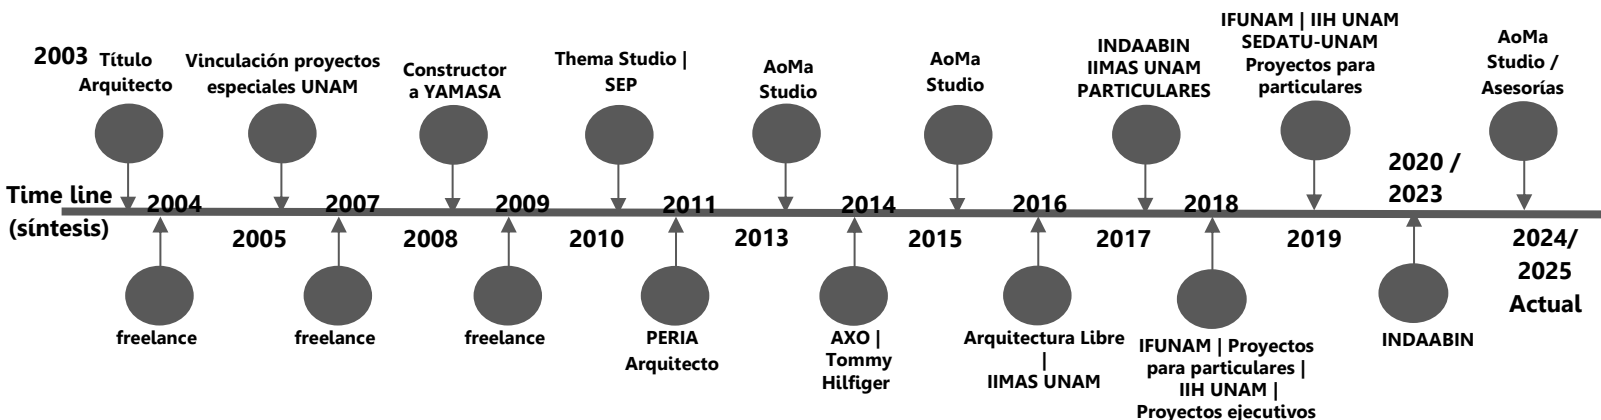 2003
Título
Arquitecto
Vinculación proyectos
especiales UNAM
Constructor
a YAMASA
Thema Studio |
SEP
AoMa
Studio
AoMa
Studio
INDAABIN
IIMAS UNAM
PARTICULARES
IFUNAM | IIH UNAM
SEDATU-UNAM
Proyectos para
particulares
AoMa
Studio /
Asesorías
Time line
(síntesis)
2004
2005
2007
2008
2009
2010
2011
2013
2014
2015
2016
2017
2018
2019
2020 /
2023
2024/
2025
Actual
freelance
freelance
freelance
PERIA
Arquitecto
AXO |
Tommy
Hilfiger
Arquitectura Libre
|
IIMAS UNAM
IFUNAM | Proyectos
para particulares |
IIH UNAM |
Proyectos ejecutivos
INDAABIN